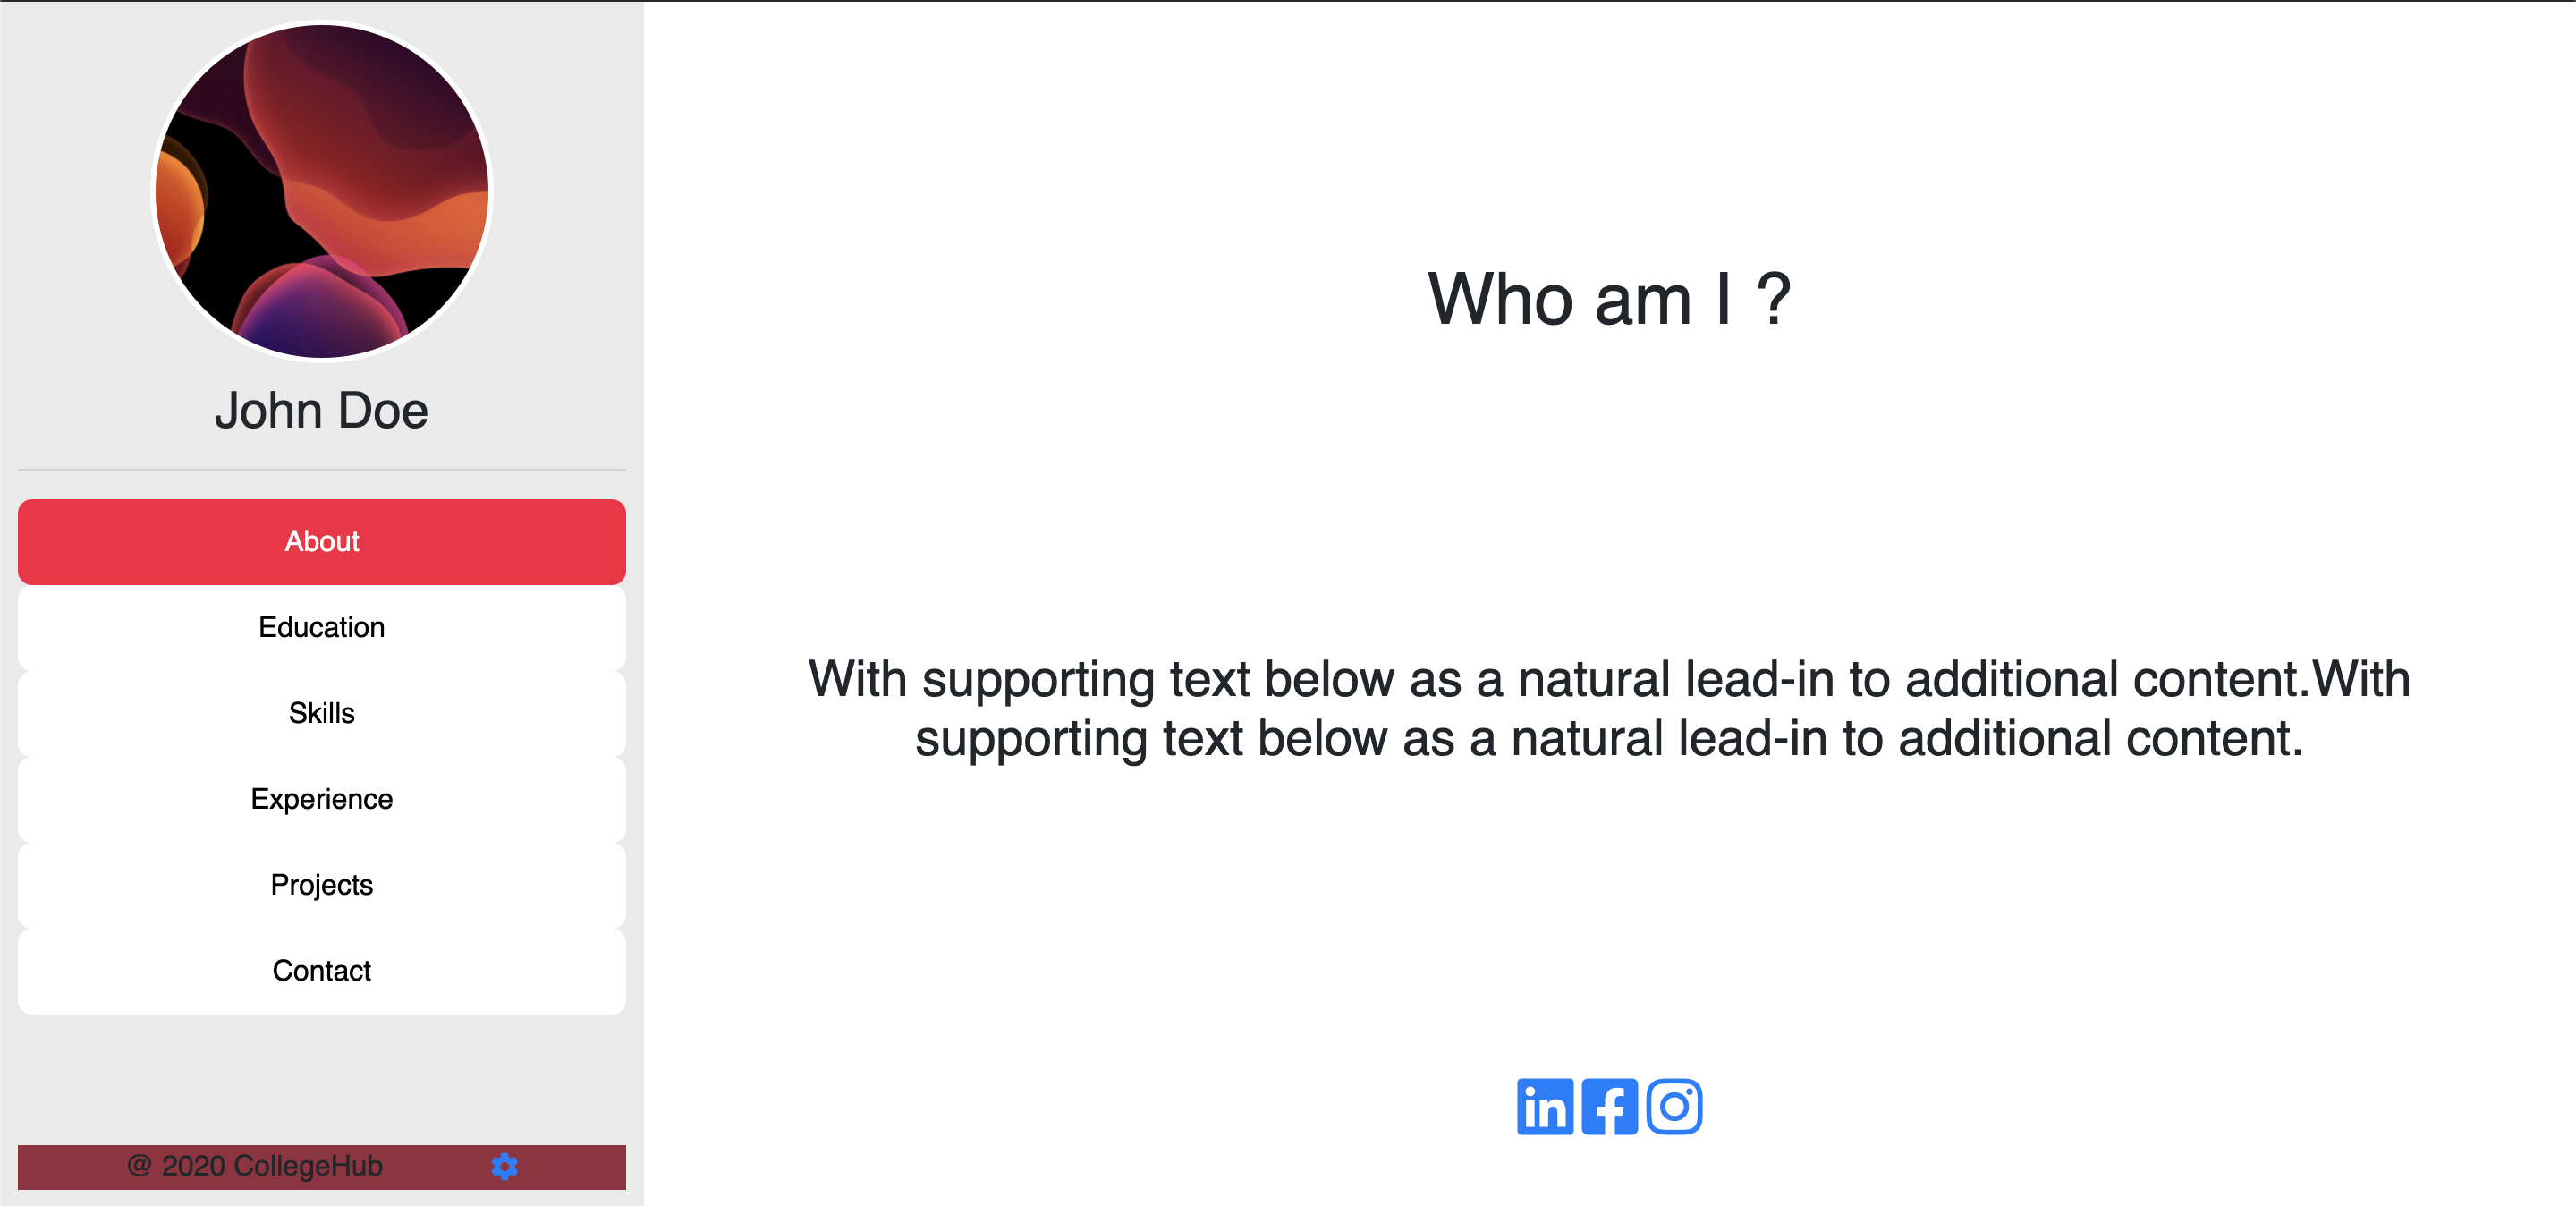 John Doe
About
Education
Skills
Experience
Projects
Contact
@ 2020 CollegeHub
Who am I ?
With supporting text below as a natural lead-in to additional content.With
supporting text below as a natural lead-in to additional content.
in
f